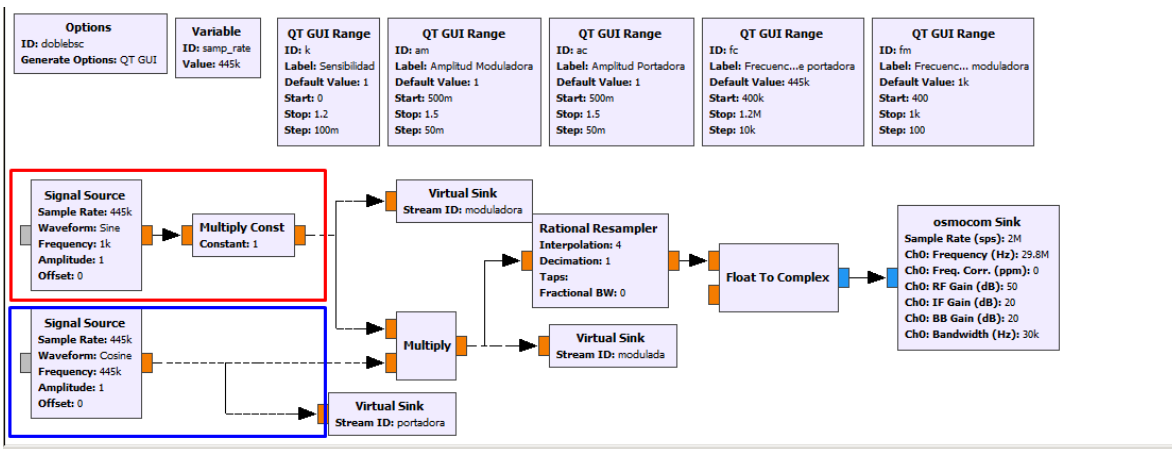 Options
ID: doblebsc
Generate Options: QT GUI
Variable
ID: samp_rate
Value: 445k
QT GUI Range
ID: k
Label: Sensibilidad
Default Value: 1
Start: 0
Stop: 1.2
Step: 100m
QT GUI Range
ID: am
Label: Amplitud Moduladora
Default Value: 1
Start: 500m
Stop: 1.5
Step: 50m
QT GUI Range
ID: ac
Label: Amplitud Portadora
Default Value: 1
Start: 500m
Stop: 1.5
Step: 50m
QT GUI Range
ID: fc
Label: Frecuenc...e portadora
Default Value: 445k
Start: 400k
Stop: 1.2M
Step: 10k
QT GUI Range
ID: fm
Label: Frecuenc... moduladora
Default Value: 1k
Start: 400
Stop: 1k
Step: 100
Signal Source
Sample Rate: 445k
Waveform: Sine
Frequency: 1k
Amplitude: 1
Offset: 0
Multiply Const
Constant: 1
Virtual Sink
Stream ID: moduladora
Rational Resampler
Interpolation: 4
Decimation: 1
Taps:
Fractional BW: 0
Float To Complex
osmocom Sink
Sample Rate (sps): 2M
Ch0: Frequency (Hz): 29.8M
Ch0: Freq. Corr. (ppm): 0
Ch0: RF Gain (dB): 50
Ch0: IF Gain (dB): 20
Ch0: BB Gain (dB): 20
Ch0: Bandwidth (Hz): 30k
Signal Source
Sample Rate: 445k
Waveform: Cosine
Frequency: 445k
Amplitude: 1
Offset: 0
Multiply
Virtual Sink
Stream ID: modulada
Virtual Sink
Stream ID: portadora